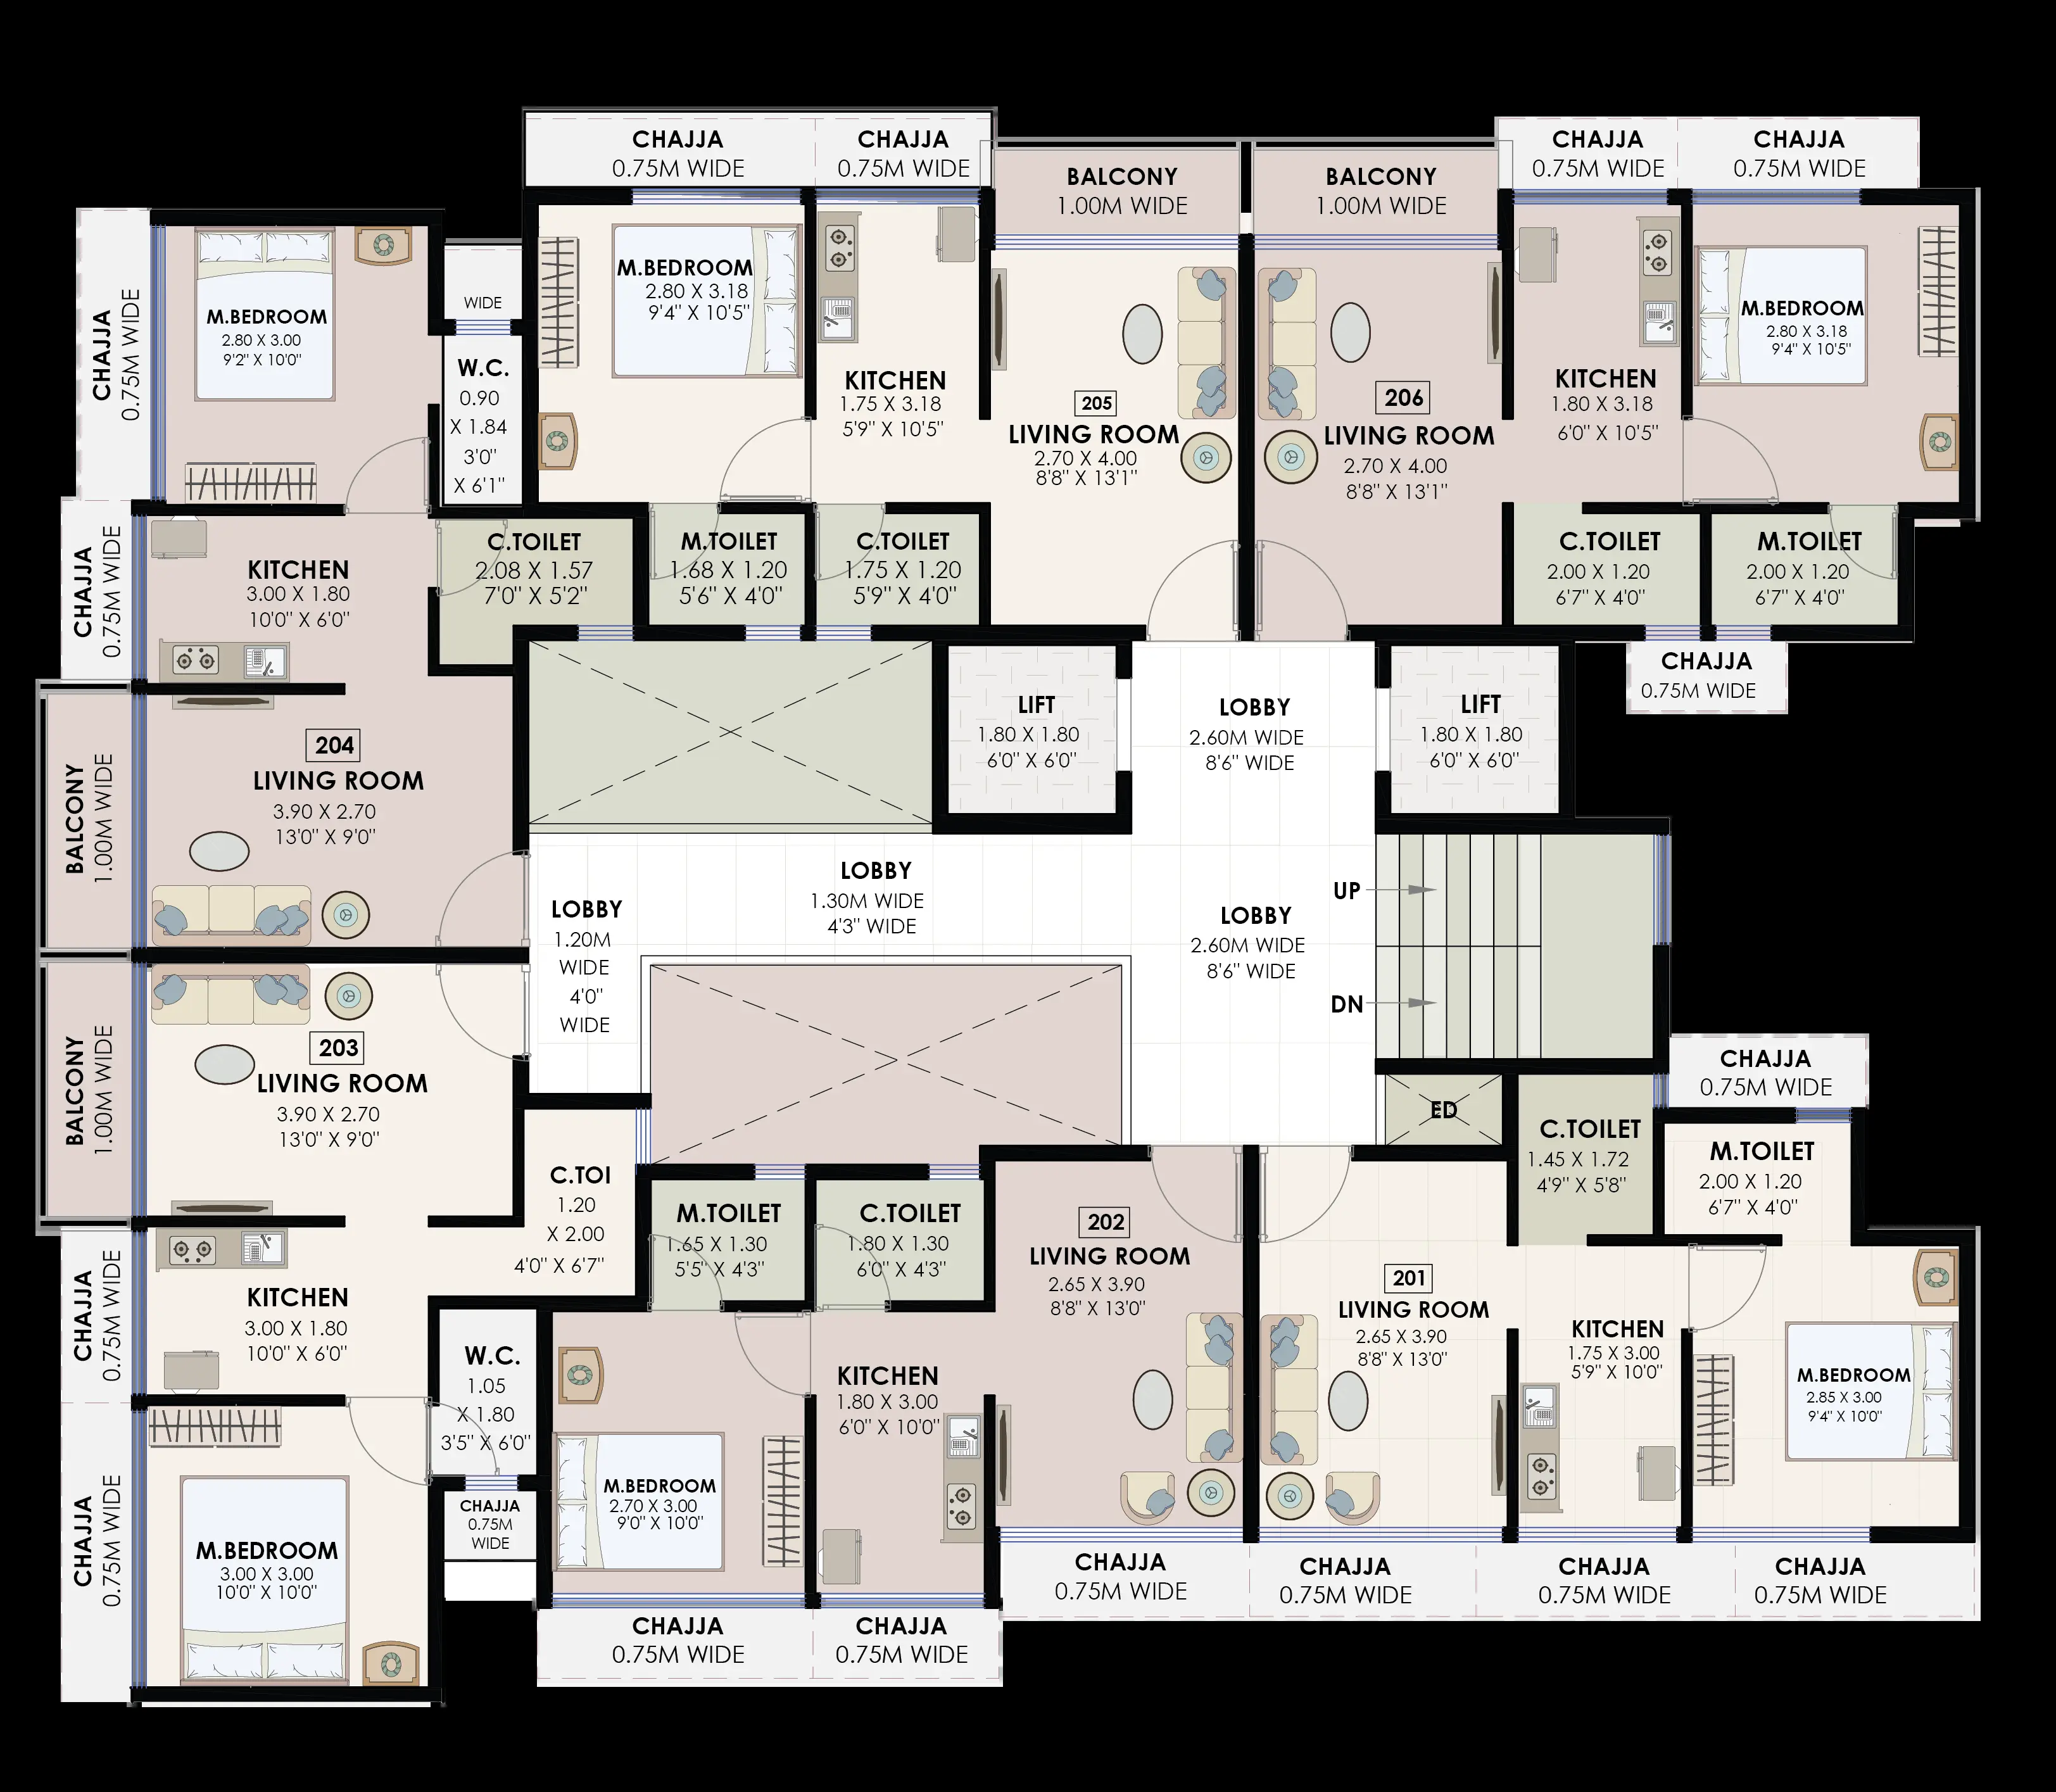 CHAJJA
0.75M WIDE
CHAJJA
0.75M WIDE
CHAJJA
0.75M WIDE
CHAJJA
0.75M WIDE
BALCONY
1.00M WIDE
BALCONY
1.00M WIDE
CHAJJA
0.75M WIDE
M.BEDROOM
2.80 X 3.00
9'2" X 10'0"
WIDE
W.C.
0.90
X 1.84
3'0"
X 6'1"
M.BEDROOM
2.80 X 3.18
9'4" X 10'5"
KITCHEN
1.75 X 3.18
5'9" X 10'5"
205
LIVING ROOM
2.70 X 4.00
8'8" X 13'1"
206
LIVING ROOM
2.70 X 4.00
8'8" X 13'1"
KITCHEN
1.80 X 3.18
6'0" X 10'5"
M.BEDROOM
2.80 X 3.18
9'4" X 10'5"
CHAJJA
0.75M WIDE
KITCHEN
3.00 X 1.80
10'0" X 6'0"
C.TOILET
2.08 X 1.57
7'0" X 5'2"
M.TOILET
1.68 X 1.20
5'6" X 4'0"
C.TOILET
1.75 X 1.20
5'9" X 4'0"
C.TOILET
2.00 X 1.20
6'7" X 4'0"
M.TOILET
2.00 X 1.20
6'7" X 4'0"
CHAJJA
0.75M WIDE
BALCONY
1.00M WIDE
204
LIVING ROOM
3.90 X 2.70
13'0" X 9'0"
LIFT
1.80 X 1.80
6'0" X 6'0"
LOBBY
2.60M WIDE
8'6" WIDE
LIFT
1.80 X 1.80
6'0" X 6'0"
LOBBY
1.20M
WIDE
4'0"
WIDE
LOBBY
1.30M WIDE
4'3" WIDE
LOBBY
2.60M WIDE
8'6" WIDE
UP
DN
BALCONY
1.00M WIDE
203
LIVING ROOM
3.90 X 2.70
13'0" X 9'0"
CHAJJA
0.75M WIDE
ED
C.TOILET
1.45 X 1.72
4'9" X 5'8"
M.TOILET
2.00 X 1.20
6'7" X 4'0"
C.TOI
1.20
X 2.00
4'0" X 6'7"
M.TOILET
1.65 X 1.30
5'5" X 4'3"
C.TOILET
1.80 X 1.30
6'0" X 4'3"
202
LIVING ROOM
2.65 X 3.90
8'8" X 13'0"
201
LIVING ROOM
2.65 X 3.90
8'8" X 13'0"
CHAJJA
0.75M WIDE
KITCHEN
3.00 X 1.80
10'0" X 6'0"
W.C.
1.05
X 1.80
3'5" X 6'0"
KITCHEN
1.80 X 3.00
6'0" X 10'0"
KITCHEN
1.75 X 3.00
5'9" X 10'0"
M.BEDROOM
2.85 X 3.00
9'4" X 10'0"
CHAJJA
0.75M WIDE
M.BEDROOM
3.00 X 3.00
10'0" X 10'0"
CHAJJA
0.75M
WIDE
M.BEDROOM
2.70 X 3.00
9'0" X 10'0"
CHAJJA
0.75M WIDE
CHAJJA
0.75M WIDE
CHAJJA
0.75M WIDE
CHAJJA
0.75M WIDE
CHAJJA
0.75M WIDE
CHAJJA
0.75M WIDE